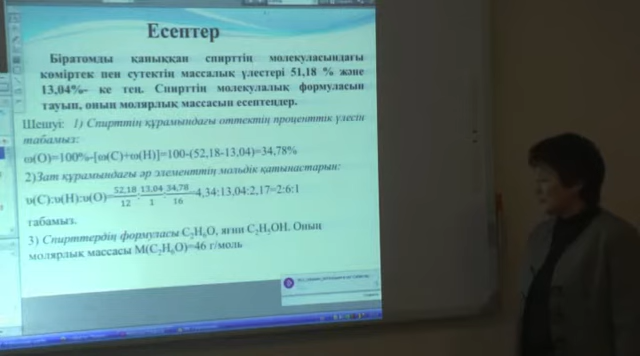 Есептер
Біратомды қаныққан спирттің молекуласындағы
көміртек пен сутектің массалық үлестері 51,18 % және
13,04%- ке тең. Спирттің молекулалық формуласын
тауып, оның молярлық массасын есептеңдер.
Шешуі: 1) Спирттің құрамындағы оттектің проценттік үлесін
табамыз:
ω(O)=100%-[ω(C)+ω(H)]=100-(52,18-13,04)=34,78%
2)Зат құрамындағы әр элементтің мольдік қатынастарын:
υ(C):υ(H):υ(O)=52,18/12:13,04/1:34,78/16=4,34:13,04:2,17=2:6:1
табамыз.
3) Спирттердің формуласы C₂H₆O, яғни C₂H₅OH. Оның
молярлық массасы M(C₂H₆O)=46 г/моль